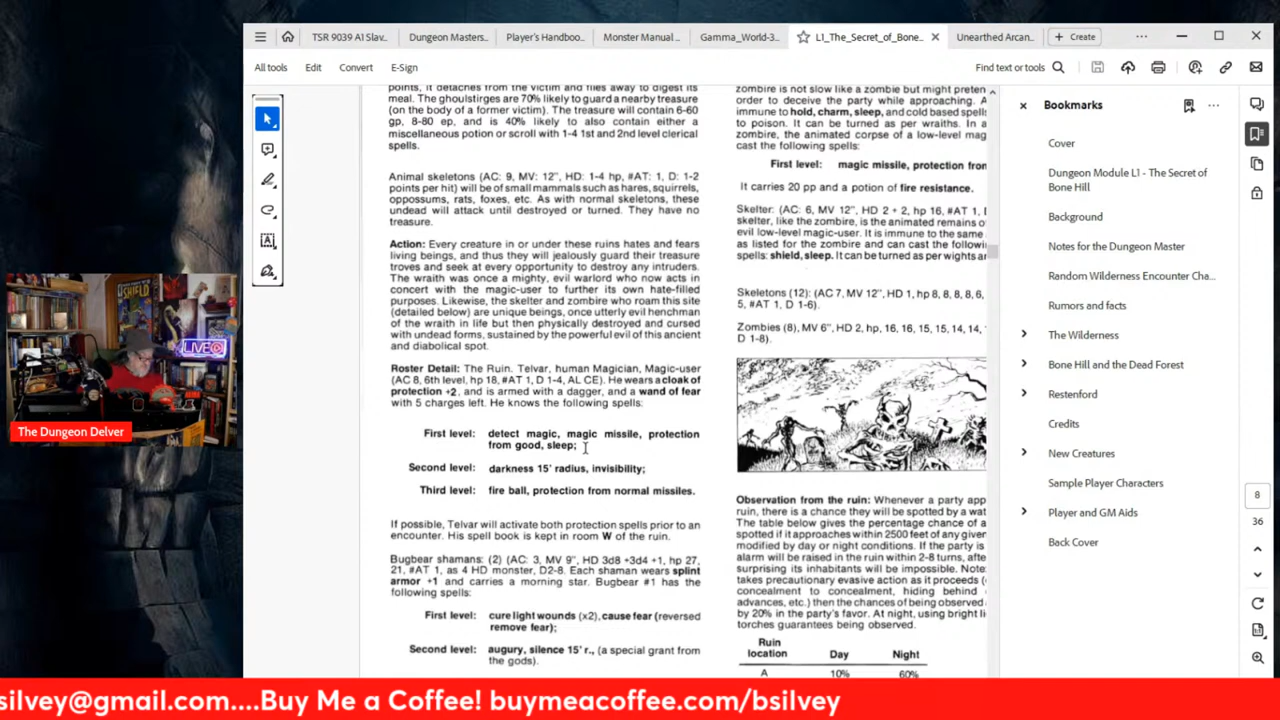 TSR 9039 A1 Slav...
Dungeon Masters...
Player's Handboo...
Monster Manual ...
Gamma_World-3...
L1_The_Secret_of_Bone...
Unearthed Arcan...
Create
All tools
Edit
Convert
E-Sign
Find text or tools
points, it detaches from the victim and flies away to digest its
meal. The ghoulstirges are 70% likely to guard a nearby treasure
(on the body of a former victim). The treasure will contain 6-60
gp, 8-80 ep, and is 40% likely to also contain either a
miscellaneous potion or scroll with 1-4 1st and 2nd level clerical
spells.
Animal skeletons (AC: 9, MV: 12", HD: 1-4 hp, #AT: 1, D: 1-2
points per hit) will be of small mammals such as hares, squirrels,
oppossums, rats, foxes, etc. As with normal skeletons, these
undead will attack until destroyed or turned. They have no
treasure.
Action: Every creature in or under these ruins hates and fears
living beings, and thus they will jealously guard their treasure
troves and seek at every opportunity to destroy any intruders.
The wraith was once a mighty, evil warlord who now acts in
concert with the magic-user to further its own hate-filled
purposes. Likewise, the skelter and zombire who roam this site
(detailed below) are unique beings, once utterly evil henchman
of the wraith in life but then physically destroyed and cursed
with undead forms, sustained by the powerful evil of this ancient
and diabolical spot.
Roster Detail: The Ruin. Telvar, human Magician, Magic-user
(AC 8, 6th level, hp 18, #AT 1, D 1-4, AL CE). He wears a cloak of
protection +2, and is armed with a dagger, and a wand of fear
with 5 charges left. He knows the following spells:
First level: detect magic, magic missile, protection
from good, sleep;
Second level: darkness 15' radius, invisibility;
Third level: fire ball, protection from normal missiles.
If possible, Telvar will activate both protection spells prior to an
encounter. His spell book is kept in room W of the ruin.
Bugbear shamans: (2) (AC: 3, MV 9", HD 3d8 +3d4 +1, hp 27,
21, #AT 1, as 4 HD monster, D2-8. Each shaman wears splint
armor +1 and carries a morning star. Bugbear #1 has the
following spells:
First level: cure light wounds (x2), cause fear (reversed
remove fear);
Second level: augury, silence 15' r., (a special grant from
the gods).
zombire is not slow like a zombie but might preten
order to deceive the party while approaching. A
immune to hold, charm, sleep, and cold based spell
to poison. It can be turned as per wraiths. In a
zombire, the animated corpse of a low-level mag
cast the following spells:
First level: magic missile, protection fron
It carries 20 pp and a potion of fire resistance.
Skelter: (AC: 6, MV 12", HD 2 + 2, hp 16, #AT 1,
skelter, like the zombire, is the animated remains o
evil low-level magic-user. It is immune to the same
as listed for the zombire and can cast the followin
spells: shield, sleep. It can be turned as per wights a
Skeletons (12): (AC 7, MV 12", HD 1, hp 8, 8, 8, 8, 6,
5, #AT 1, D 1-6).
Zombies (8), MV 6", HD 2, hp, 16, 16, 15, 15, 14, 14,
D 1-8).
Observation from the ruin: Whenever a party app
ruin, there is a chance they will be spotted by a wat
The table below gives the percentage chance of a
spotted if it approaches within 2500 feet of any given
modified by day or night conditions. If the party is
alarm will be raised in the ruin within 2-8 turns, afte
surprising its inhabitants will be impossible. Note:
takes precautionary evasive action as it proceeds (
concealment to concealment, hiding behind
advances, etc.) then the chances of being observed
by 20% in the party's favor. At night, using bright li
torches guarantees being observed.
Ruin
location Day Night
A 10% 60%
Bookmarks
Cover
Dungeon Module L1 - The Secret
of Bone Hill
Background
Notes for the Dungeon Master
Random Wilderness Encounter Cha...
Rumors and facts
The Wilderness
Bone Hill and the Dead Forest
Restenford
Credits
New Creatures
Sample Player Characters
Player and GM Aids
Back Cover
8
36
SHIELD
LIVE
The Dungeon Delver
silvey@gmail.com....Buy Me a Coffee! buymeacoffee.com/bsilvey